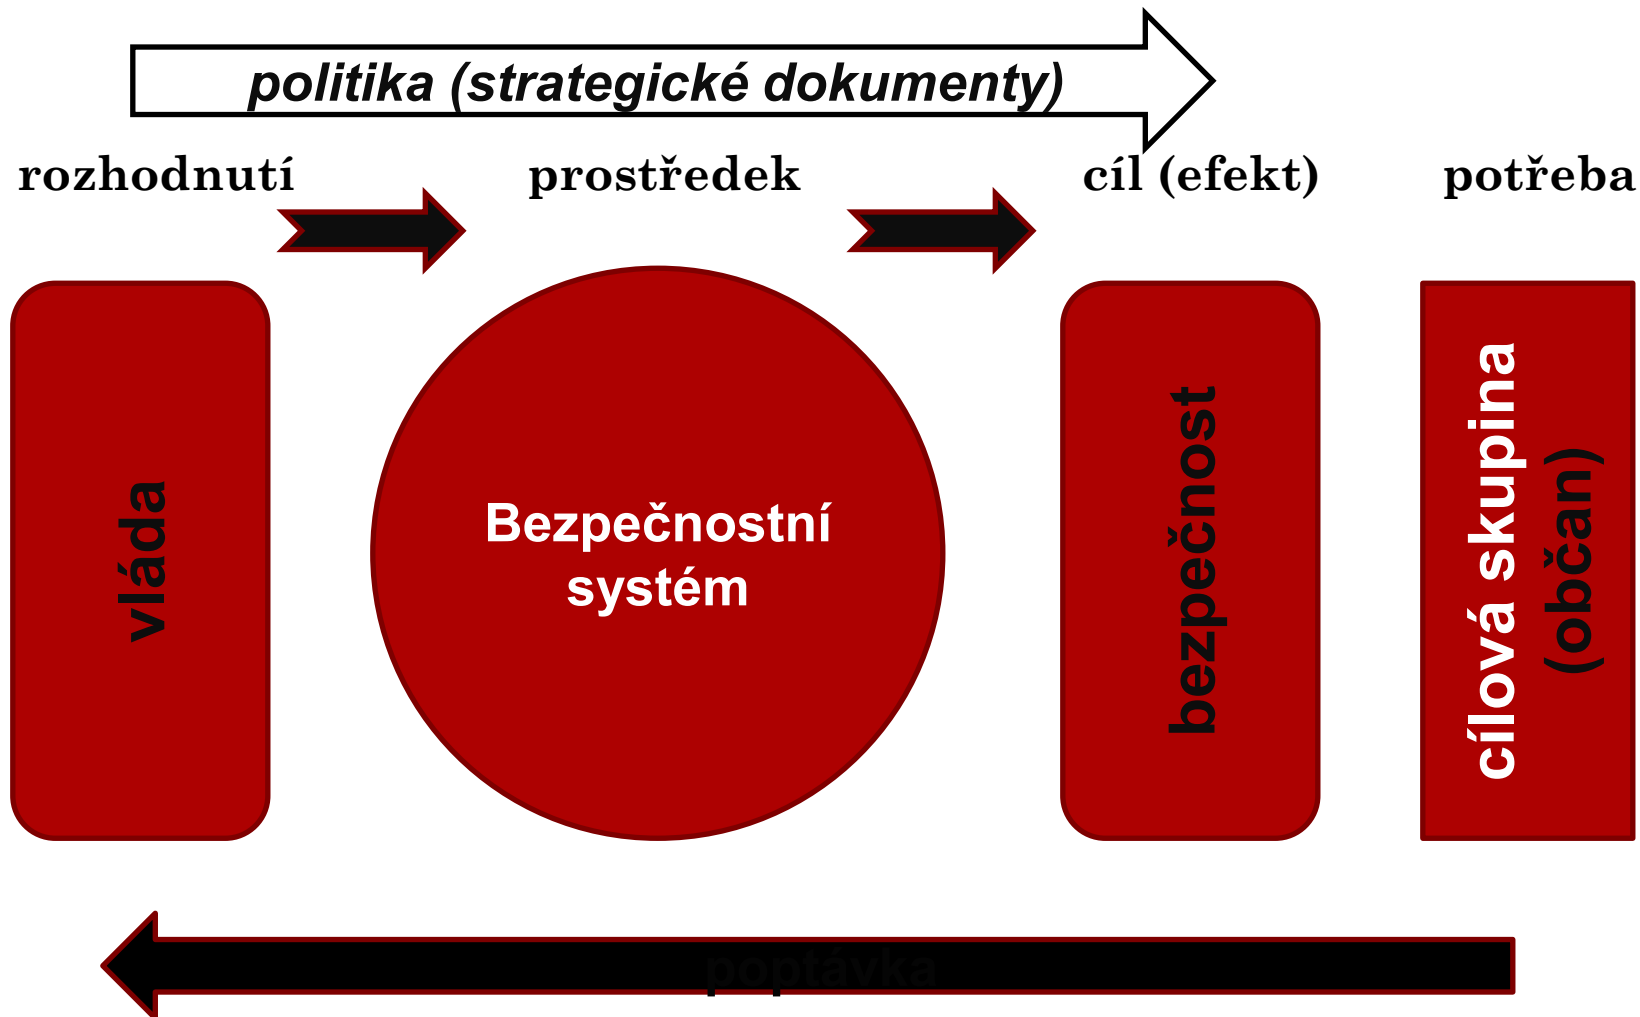 politika (strategické dokumenty)
rozhodnutí
prostředek
cíl (efekt)
potřeba
vláda
Bezpečnostní
systém
bezpečnost
cílová skupina
(občan)
poptávka